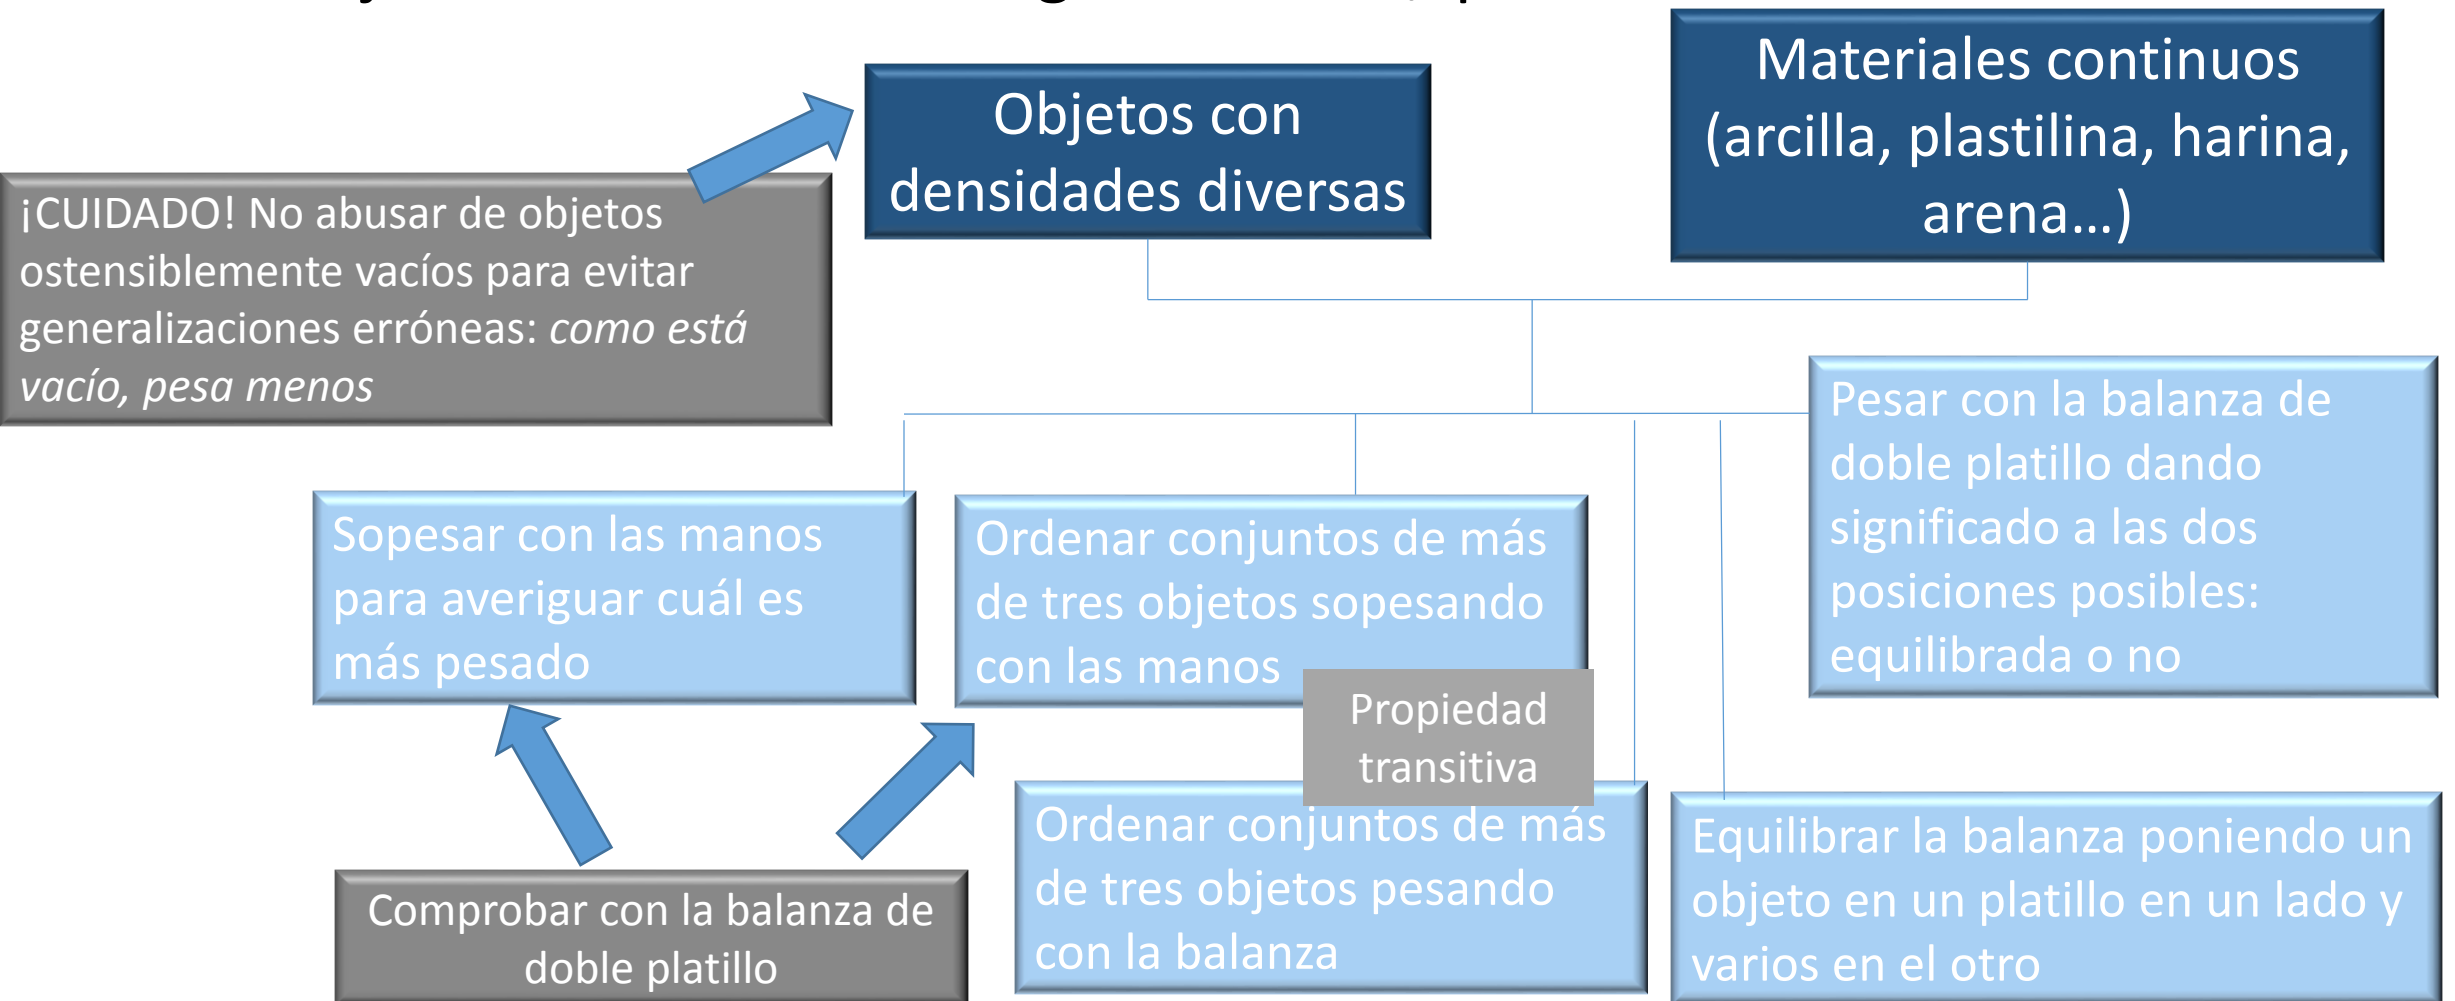 Objetos con
densidades diversas
Materiales continuos
(arcilla, plastilina, harina,
arena...)
¡CUIDADO! No abusar de objetos
ostensiblemente vacíos para evitar
generalizaciones erróneas: como está
vacío, pesa menos
Sopesar con las manos
para averiguar cuál es
más pesado
Ordenar conjuntos de más
de tres objetos sopesando
con las manos
Pesar con la balanza de
doble platillo dando
significado a las dos
posiciones posibles:
equilibrada o no
Propiedad
transitiva
Ordenar conjuntos de más
de tres objetos pesando
con la balanza
Equilibrar la balanza poniendo un
objeto en un platillo en un lado y
varios en el otro
Comprobar con la balanza de
doble platillo